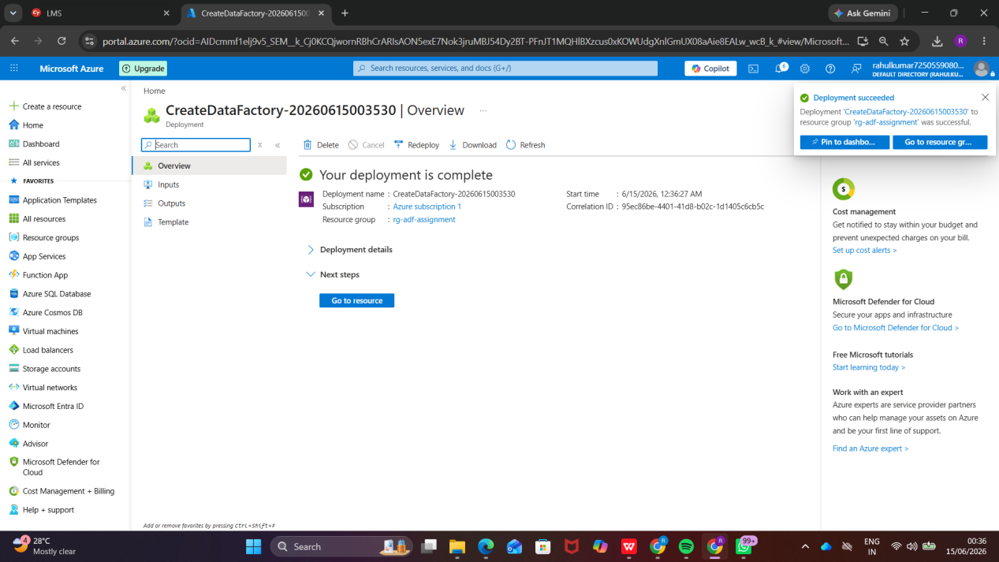 LMS
CreateDataFactory-2026061500
Ask Gemini
portal.azure.com/?ocid=AIDcmmf1elj9v5_SEM__k_Cj0KCQjwornRBhCrARIsAON5exE7Nok3jruMBJ54Dy2BT-PFnJT1MQHlBXzcus0xKOWUdgXnlGmUX08aAie8EALw_wcB_k_#view/Microsoft...
R
Microsoft Azure
Upgrade
Search resources, services, and docs (G+/)
Copilot
6
rahulkumar7250559080...
DEFAULT DIRECTORY (RAHULKU...
Create a resource
Home
Dashboard
All services
FAVORITES
Application Templates
All resources
Resource groups
App Services
Function App
Azure SQL Database
Azure Cosmos DB
Virtual machines
Load balancers
Storage accounts
Virtual networks
Microsoft Entra ID
Monitor
Advisor
Microsoft Defender for
Cloud
Cost Management + Billing
Help + support
Home
CreateDataFactory-20260615003530 | Overview
...
Deployment
Search
Overview
Inputs
Outputs
Template
Delete
Cancel
Redeploy
Download
Refresh
Your deployment is complete
Deployment name : CreateDataFactory-20260615003530
Subscription : Azure subscription 1
Resource group : rg-adf-assignment
Start time : 6/15/2026, 12:36:27 AM
Correlation ID : 95ec86be-4401-41d8-b02c-1d1405c6cb5c
Deployment details
Next steps
Go to resource
Add or remove favorites by pressing Ctrl+Shift+F
Deployment succeeded
Deployment 'CreateDataFactory-20260615003530' to
resource group 'rg-adf-assignment' was successful.
Pin to dashbo...
Go to resource gr...
Cost management
Get notified to stay within your budget and
prevent unexpected charges on your bill.
Set up cost alerts >
Microsoft Defender for Cloud
Secure your apps and infrastructure
Go to Microsoft Defender for Cloud >
Free Microsoft tutorials
Start learning today >
Work with an expert
Azure experts are service provider partners
who can help manage your assets on Azure
and be your first line of support.
Find an Azure expert >
4
28°C
Mostly clear
Search
R
R
99+
ENG
IN
00:36
15/06/2026